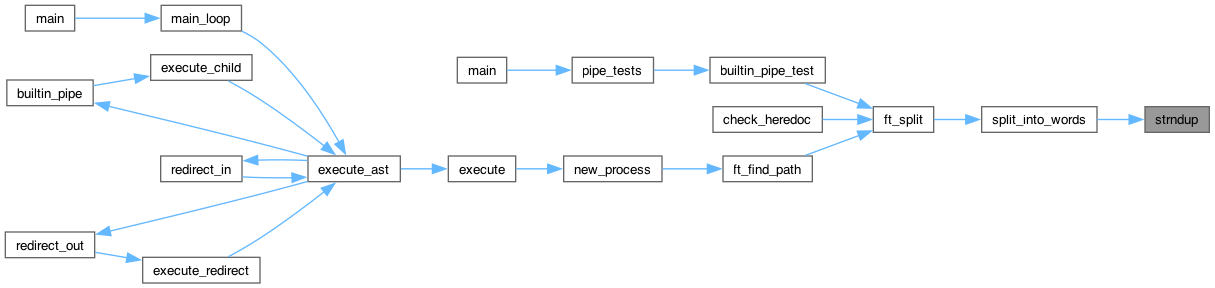 main
main_loop
execute_child
main
pipe_tests
builtin_pipe_test
builtin_pipe
check_heredoc
ft_split
split_into_words
strndup
redirect_in
execute_ast
execute
new_process
ft_find_path
redirect_out
execute_redirect